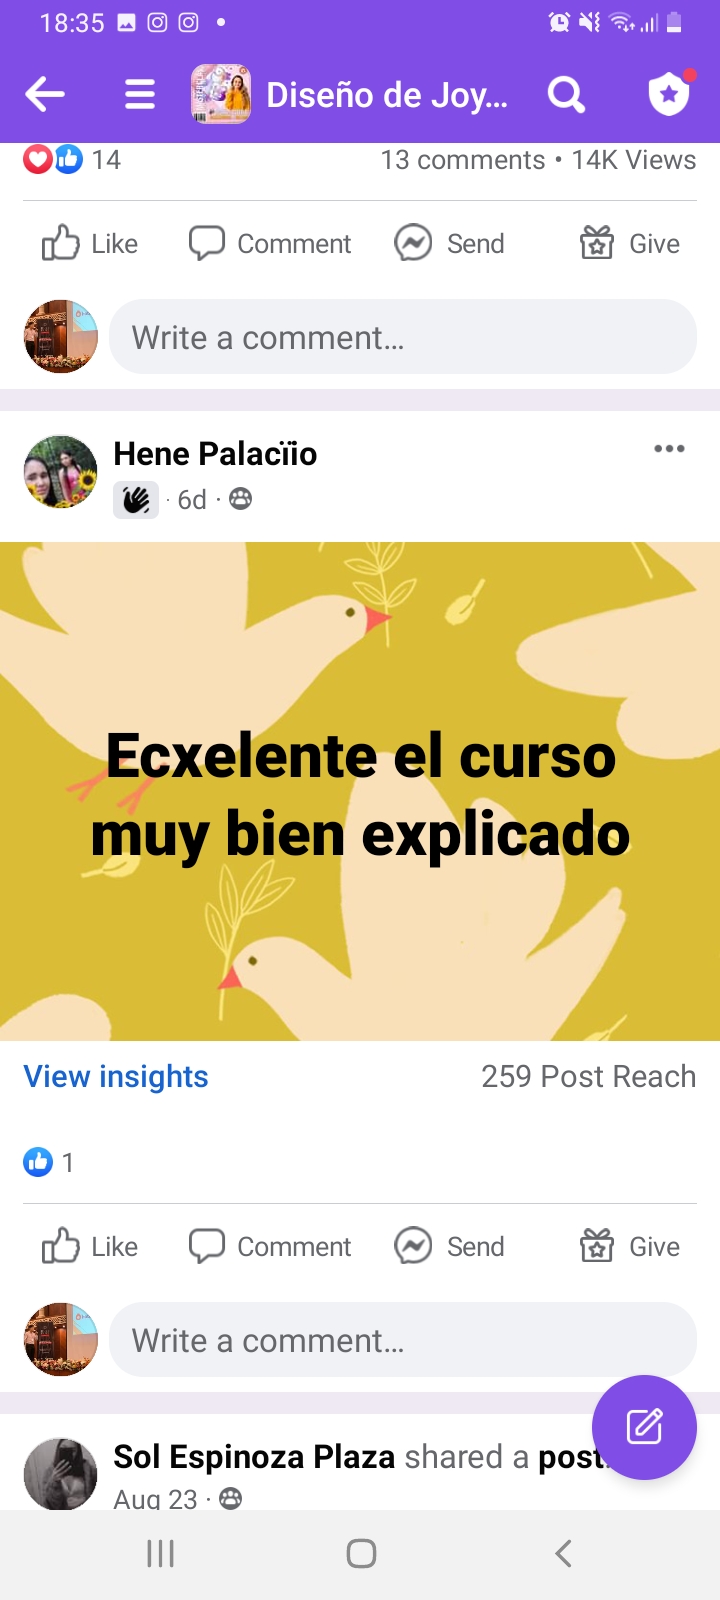 18:35
Diseño de Joy...
14 13 comments • 14K Views
Like Comment Send Give
Write a comment...
Hene Palacïio
· 6d ·
Ecxelente el curso
muy bien explicado
View insights 259 Post Reach
1
Like Comment Send Give
Write a comment...
Sol Espinoza Plaza shared a post.
Aug 23 ·